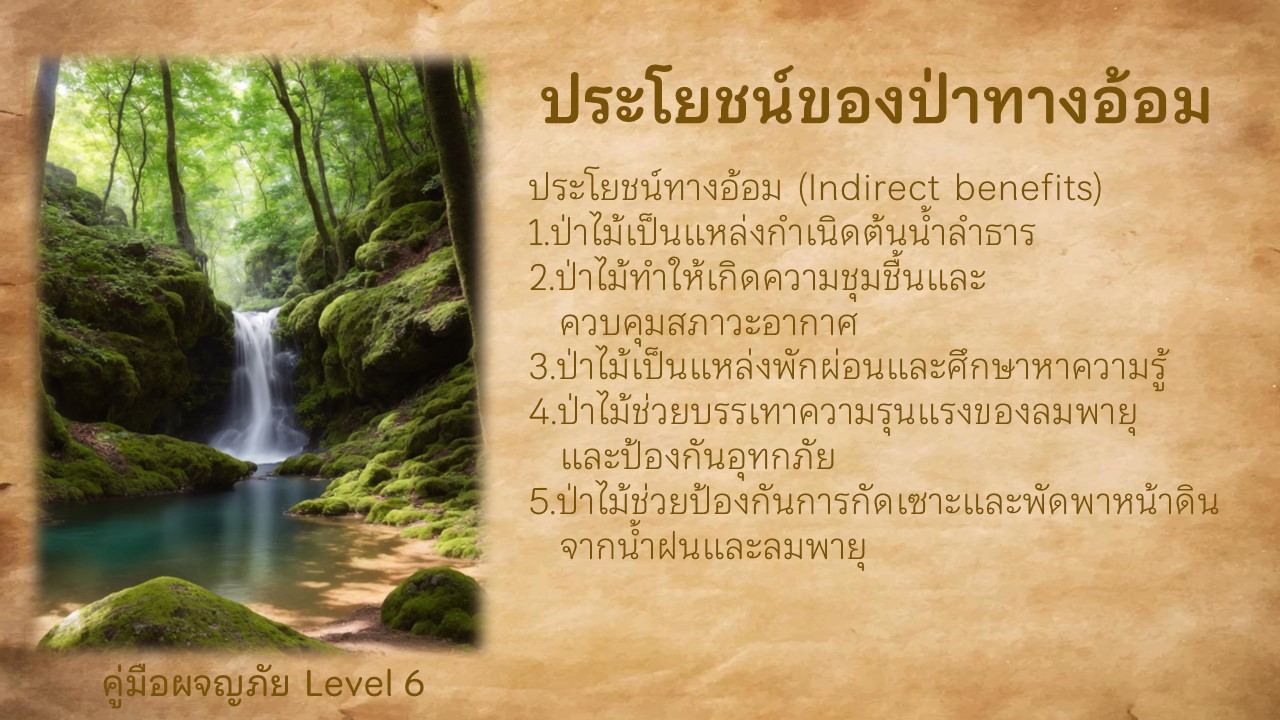 ประโยชน์ของป่าทางอ้อม
ประโยชน์ทางอ้อม (Indirect benefits)
1.ป่าไม้เป็นแหล่งกำเนิดต้นน้ำลำธาร
2.ป่าไม้ทำให้เกิดความชุมชื้นและ
ควบคุมสภาวะอากาศ
3.ป่าไม้เป็นแหล่งพักผ่อนและศึกษาหาความรู้
4.ป่าไม้ช่วยบรรเทาความรุนแรงของลมพายุ
และป้องกันอุทกภัย
5.ป่าไม้ช่วยป้องกันการกัดเซาะและพัดพาหน้าดิน
จากน้ำฝนและลมพายุ
คู่มือผจญภัย Level 6